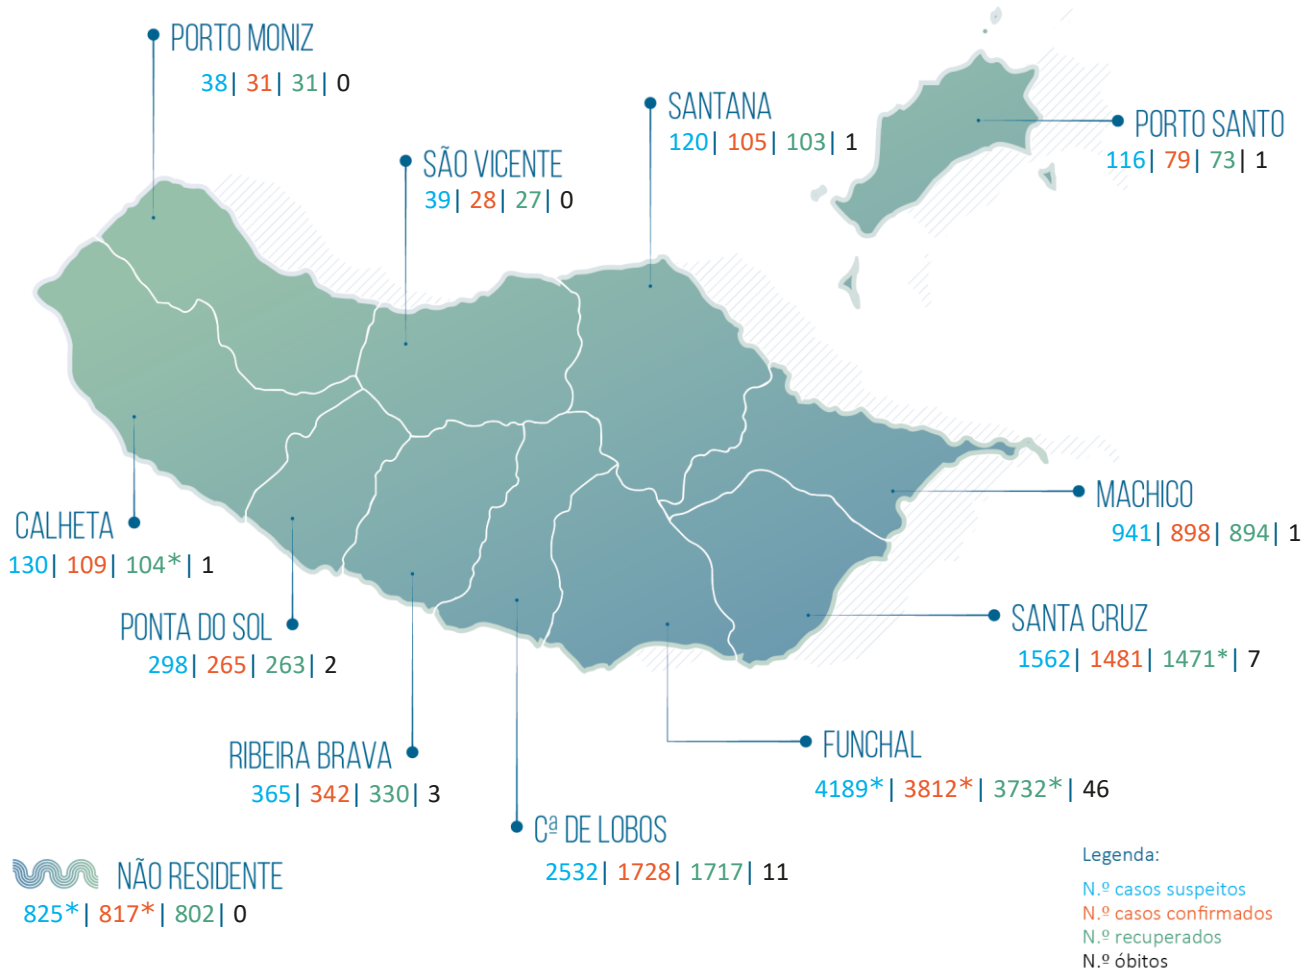 PORTO MONIZ
38| 31| 31| 0
SANTANA
120| 105| 103| 1
PORTO SANTO
116| 79| 73| 1
SÃO VICENTE
39| 28| 27| 0
MACHICO
941| 898| 894| 1
CALHETA
130| 109| 104*| 1
SANTA CRUZ
1562| 1481| 1471*| 7
PONTA DO SOL
298| 265| 263| 2
RIBEIRA BRAVA
365| 342| 330| 3
FUNCHAL
4189*| 3812*| 3732*| 46
Cª DE LOBOS
2532| 1728| 1717| 11
NÃO RESIDENTE
825*| 817*| 802| 0
Legenda:
N.º casos suspeitos
N.º casos confirmados
N.º recuperados
N.º óbitos